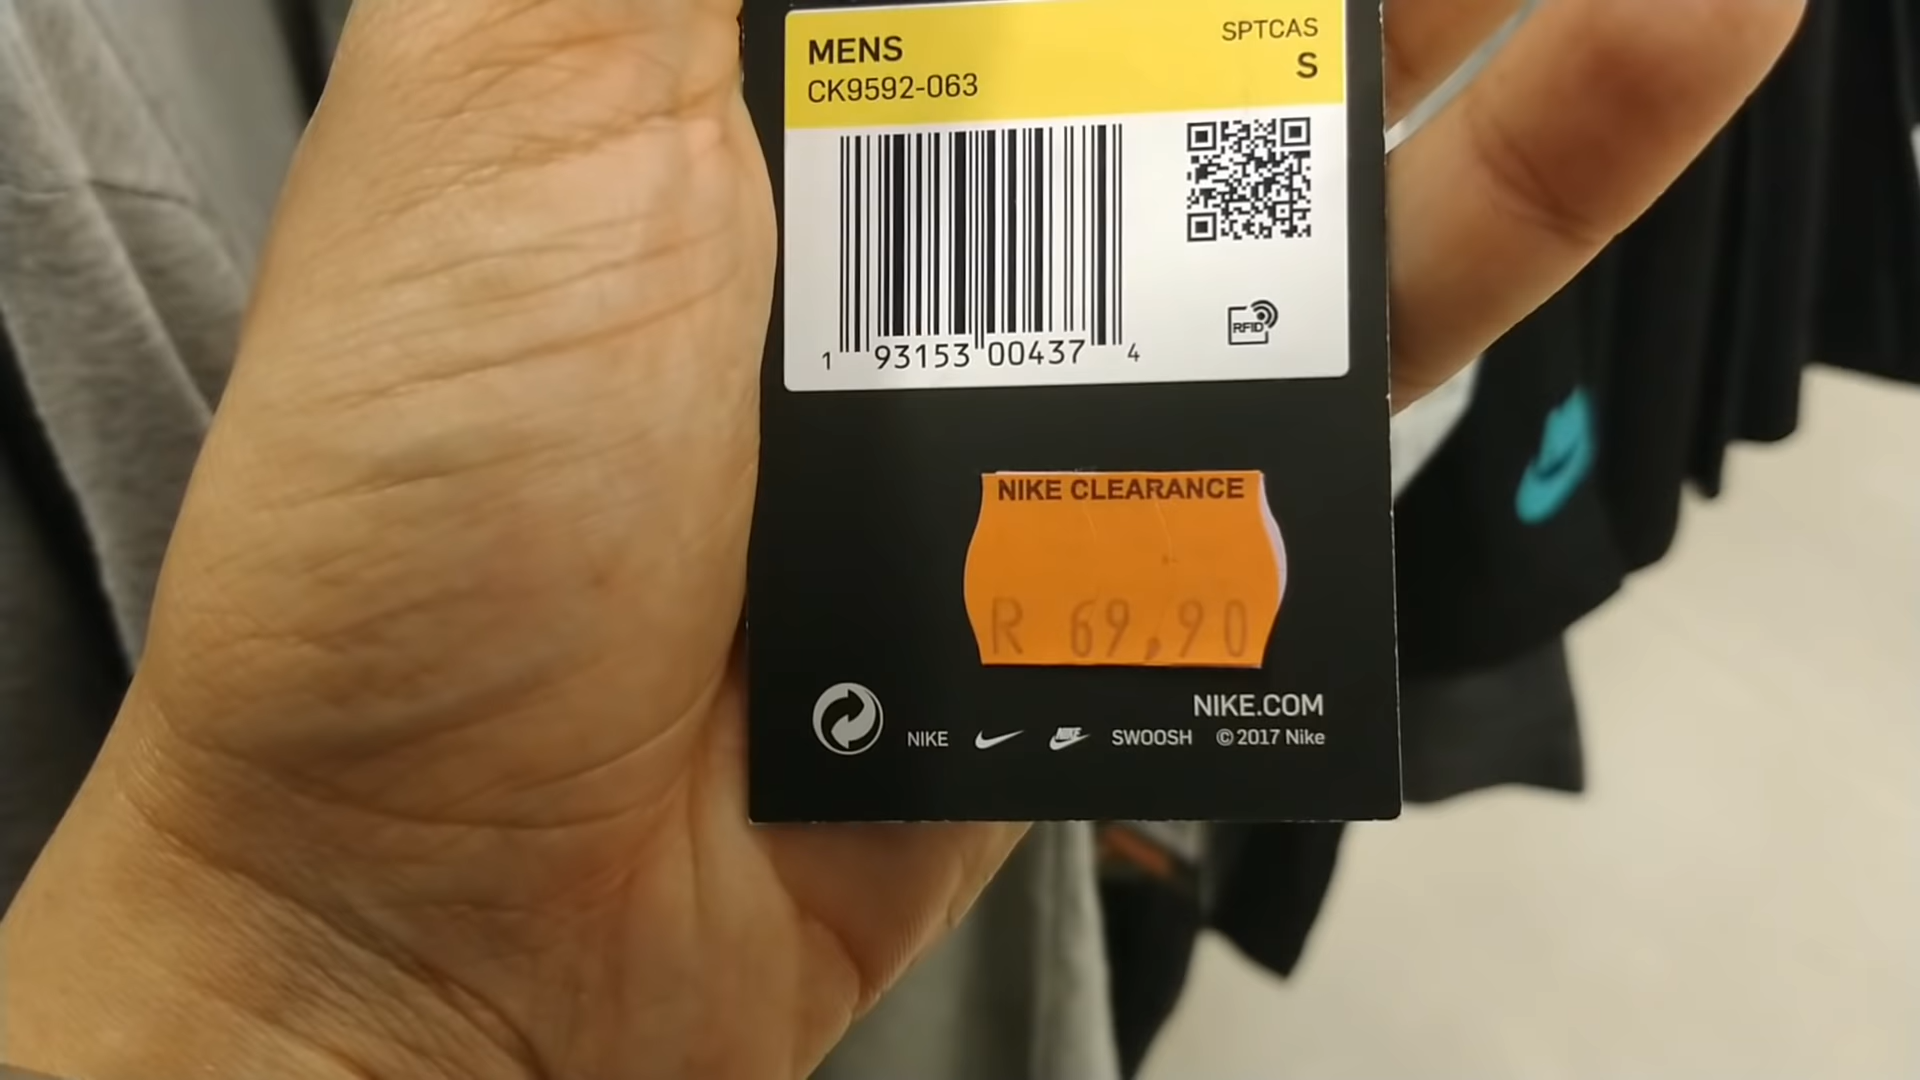 MENS
SPTCAS
CK9592-063
S
1 93153 00437 4
RFID
NIKE CLEARANCE
R 69,90
NIKE.COM
NIKE NIKE SWOOSH © 2017 Nike